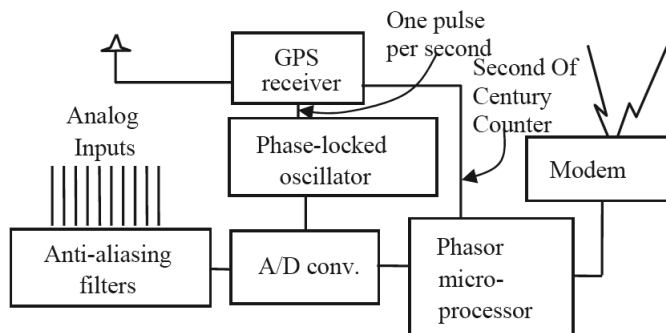 One pulse
per second
GPS
receiver
Second Of
Century
Counter
Analog
Inputs
Phase-locked
oscillator
Modem
Anti-aliasing
filters
A/D conv.
Phasor
micro-
processor